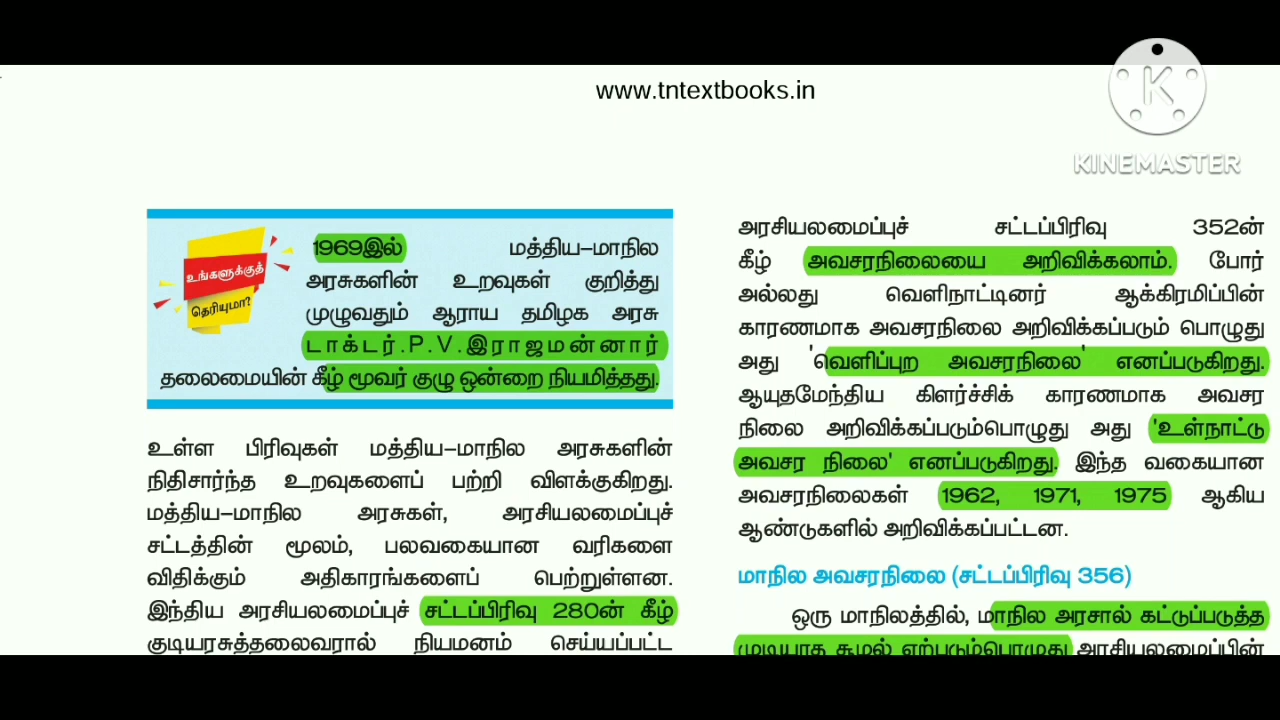 www.tntextbooks.in
KINEMASTER
உங்களுக்குத்
தெரியுமா?
1969இல் மத்திய-மாநில
அரசுகளின் உறவுகள் குறித்து
முழுவதும் ஆராய தமிழக அரசு
டாக்டர்.P.V.இராஜமன்னார்
தலைமையின் கீழ் மூவர் குழு ஒன்றை நியமித்தது.
உள்ள பிரிவுகள் மத்திய-மாநில அரசுகளின்
நிதிசார்ந்த உறவுகளைப் பற்றி விளக்குகிறது.
மத்திய-மாநில அரசுகள், அரசியலமைப்புச்
சட்டத்தின் மூலம், பலவகையான வரிகளை
விதிக்கும் அதிகாரங்களைப் பெற்றுள்ளன.
இந்திய அரசியலமைப்புச் சட்டப்பிரிவு 280ன் கீழ்
குடியரசுத்தலைவரால் நியமனம் செய்யப்பட்ட
அரசியலமைப்புச் சட்டப்பிரிவு 352ன்
கீழ் அவசரநிலையை அறிவிக்கலாம். போர்
அல்லது வெளிநாட்டினர் ஆக்கிரமிப்பின்
காரணமாக அவசரநிலை அறிவிக்கப்படும் பொழுது
அது 'வெளிப்புற அவசரநிலை' எனப்படுகிறது.
ஆயுதமேந்திய கிளர்ச்சிக் காரணமாக அவசர
நிலை அறிவிக்கப்படும்பொழுது அது 'உள்நாட்டு
அவசர நிலை' எனப்படுகிறது. இந்த வகையான
அவசரநிலைகள் 1962, 1971, 1975 ஆகிய
ஆண்டுகளில் அறிவிக்கப்பட்டன.
மாநில அவசரநிலை (சட்டப்பிரிவு 356)
ஒரு மாநிலத்தில், மாநில அரசால் கட்டுப்படுத்த
முடியாத சூழல் ஏற்படும்பொழுது அரசியலமைப்பின்